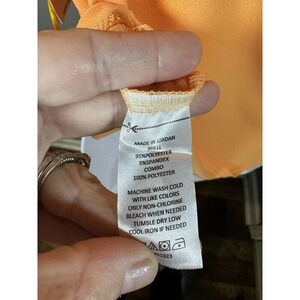 MADE IN JORDAN
SHELL
95%POLYESTER
5%SPANDEX
COMBO
100% POLYESTER
MACHINE WASH COLD
WITH LIKE COLORS
ONLY NON-CHLORINE
BLEACH WHEN NEEDED
TUMBLE DRY LOW
COOL IRON IF NEEDED